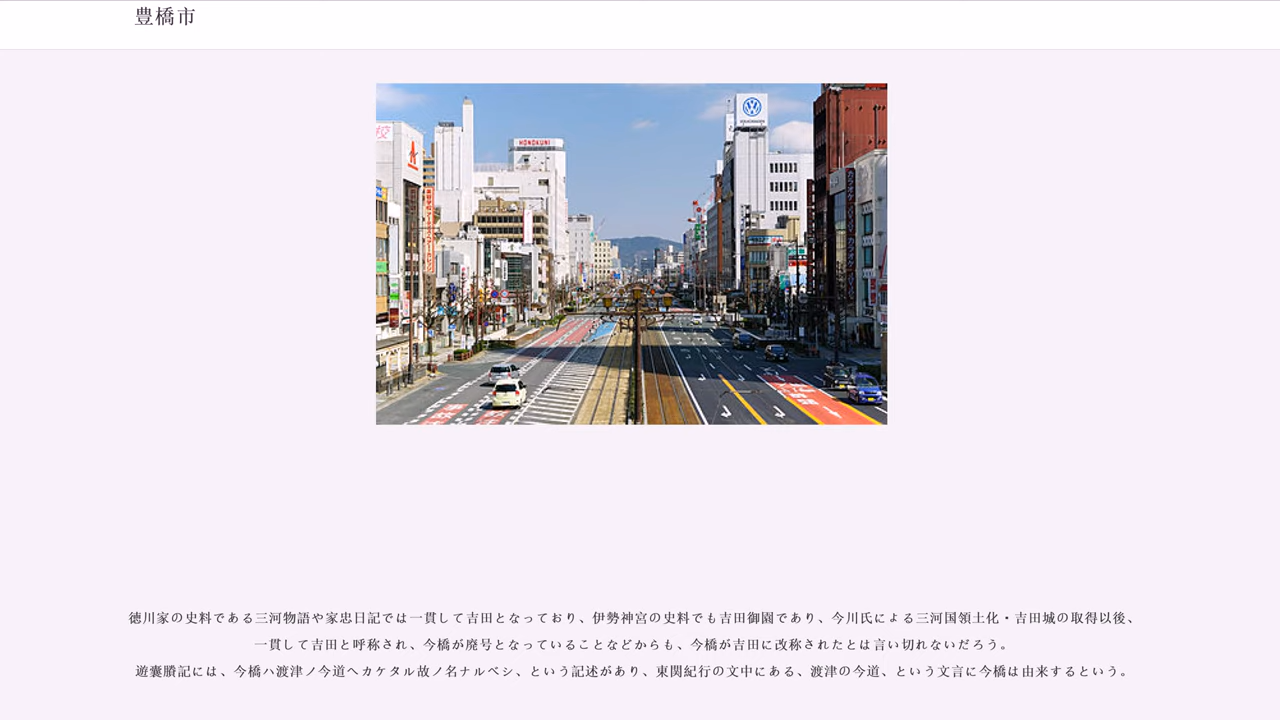 豊橋市
校
HONOKUNI
徳川家の史料である三河物語や家忠日記では一貫して吉田となっており、伊勢神宮の史料でも吉田御園であり、今川氏による三河国領土化・吉田城の取得以後、
一貫して吉田と呼称され、今橋が廃号となっていることなどからも、今橋が吉田に改称されたとは言い切れないだろう。
遊嚢賸記には、今橋ハ渡津ノ今道ヘカケタル故ノ名ナルベシ、という記述があり、東関紀行の文中にある、渡津の今道、という文言に今橋は由来するという。